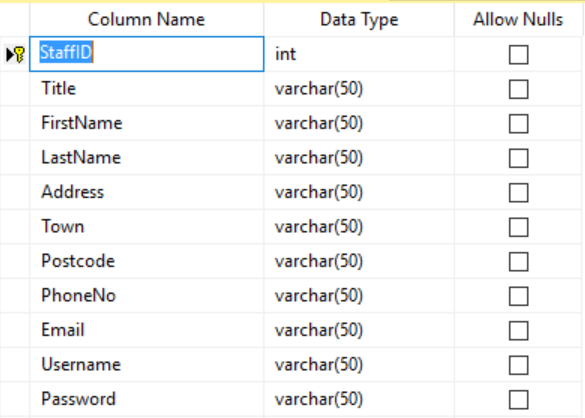 Column Name Data Type Allow Nulls
StaffID int
Title varchar(50)
FirstName varchar(50)
LastName varchar(50)
Address varchar(50)
Town varchar(50)
Postcode varchar(50)
PhoneNo varchar(50)
Email varchar(50)
Username varchar(50)
Password varchar(50)